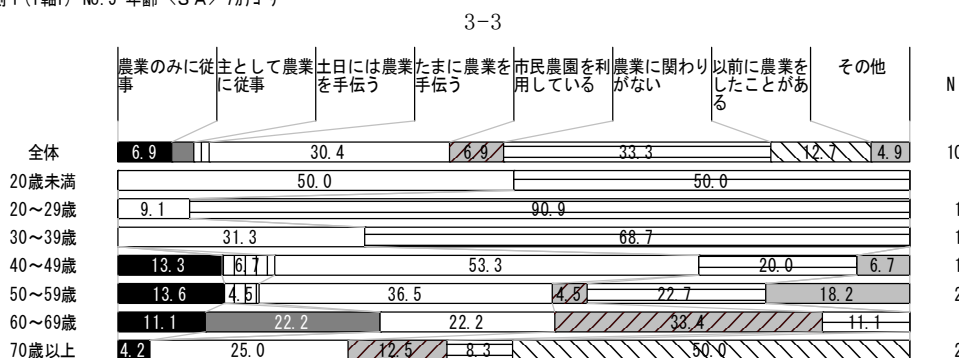 3-3
農業のみに従事
主として農業に従事
土日には農業を手伝う
たまに農業を手伝う
市民農園を利用している
農業に関わりがない
以前に農業をしたことがある
その他
N
全体 6.9 30.4 6.9 33.3 12.7 4.9 10
20歳未満 50.0 50.0
20～29歳 9.1 90.9 1
30～39歳 31.3 68.7 1
40～49歳 13.3 6.7 53.3 20.0 6.7 1
50～59歳 13.6 4.5 36.5 4.5 22.7 18.2 2
60～69歳 11.1 22.2 22.2 33.4 11.1
70歳以上 4.2 25.0 12.5 8.3 50.0 2